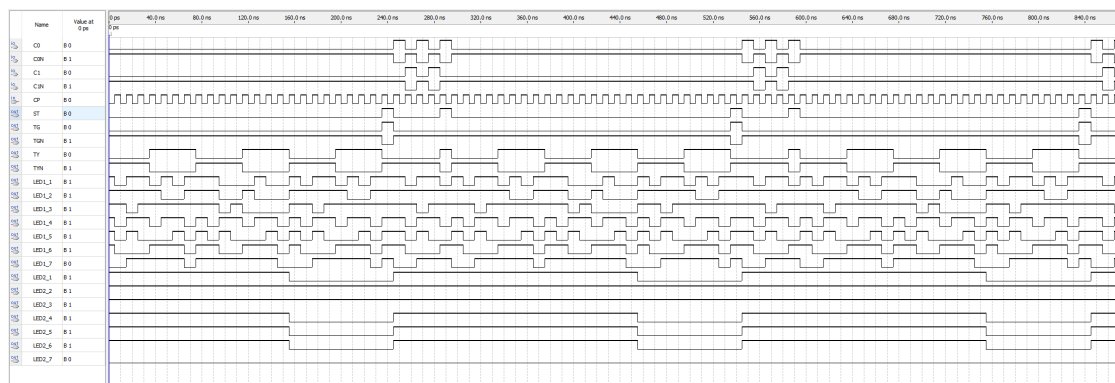 Name Value at 0 ps 0 ps 40.0 ns 80.0 ns 120.0 ns 160.0 ns 200.0 ns 240.0 ns 280.0 ns 320.0 ns 360.0 ns 400.0 ns 440.0 ns 480.0 ns 520.0 ns 560.0 ns 600.0 ns 640.0 ns 680.0 ns 720.0 ns 760.0 ns 800.0 ns 840.0 ns
0 ps
C0 B 0
C0N B 1
C1 B 0
C1N B 1
CP B 0
ST B 0
TG B 0
TGN B 1
TY B 0
TYN B 1
LED1_1 B 1
LED1_2 B 1
LED1_3 B 1
LED1_4 B 1
LED1_5 B 1
LED1_6 B 1
LED1_7 B 0
LED2_1 B 1
LED2_2 B 1
LED2_3 B 1
LED2_4 B 1
LED2_5 B 1
LED2_6 B 1
LED2_7 B 0